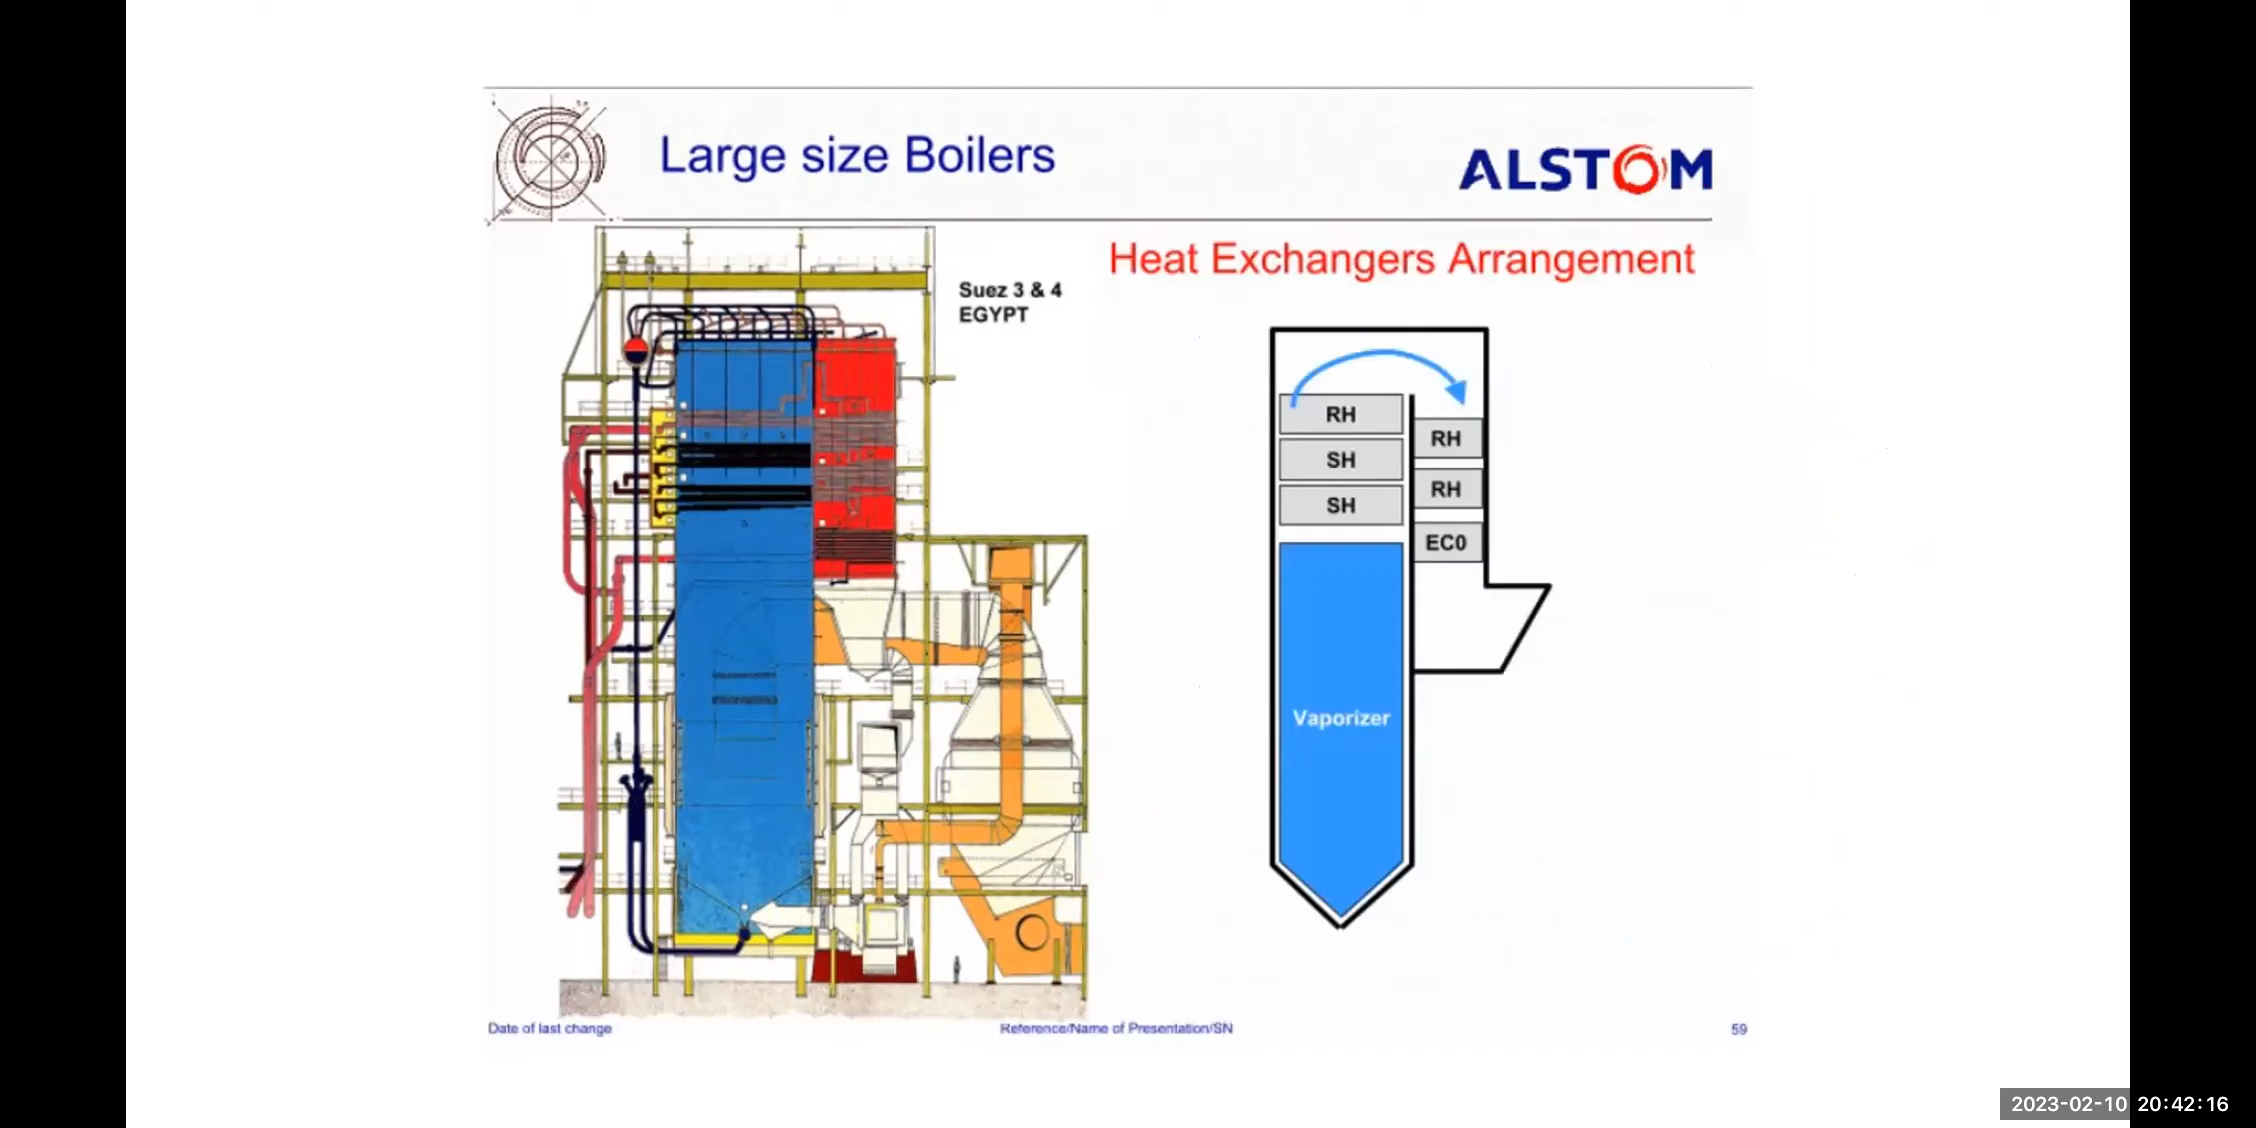 Large size Boilers
ALSTOM
Heat Exchangers Arrangement
Suez 3 & 4
EGYPT
RH
SH
SH
RH
RH
EC0
Vaporizer
Date of last change
Reference/Name of Presentation/SN
59
2023-02-10 20:42:16